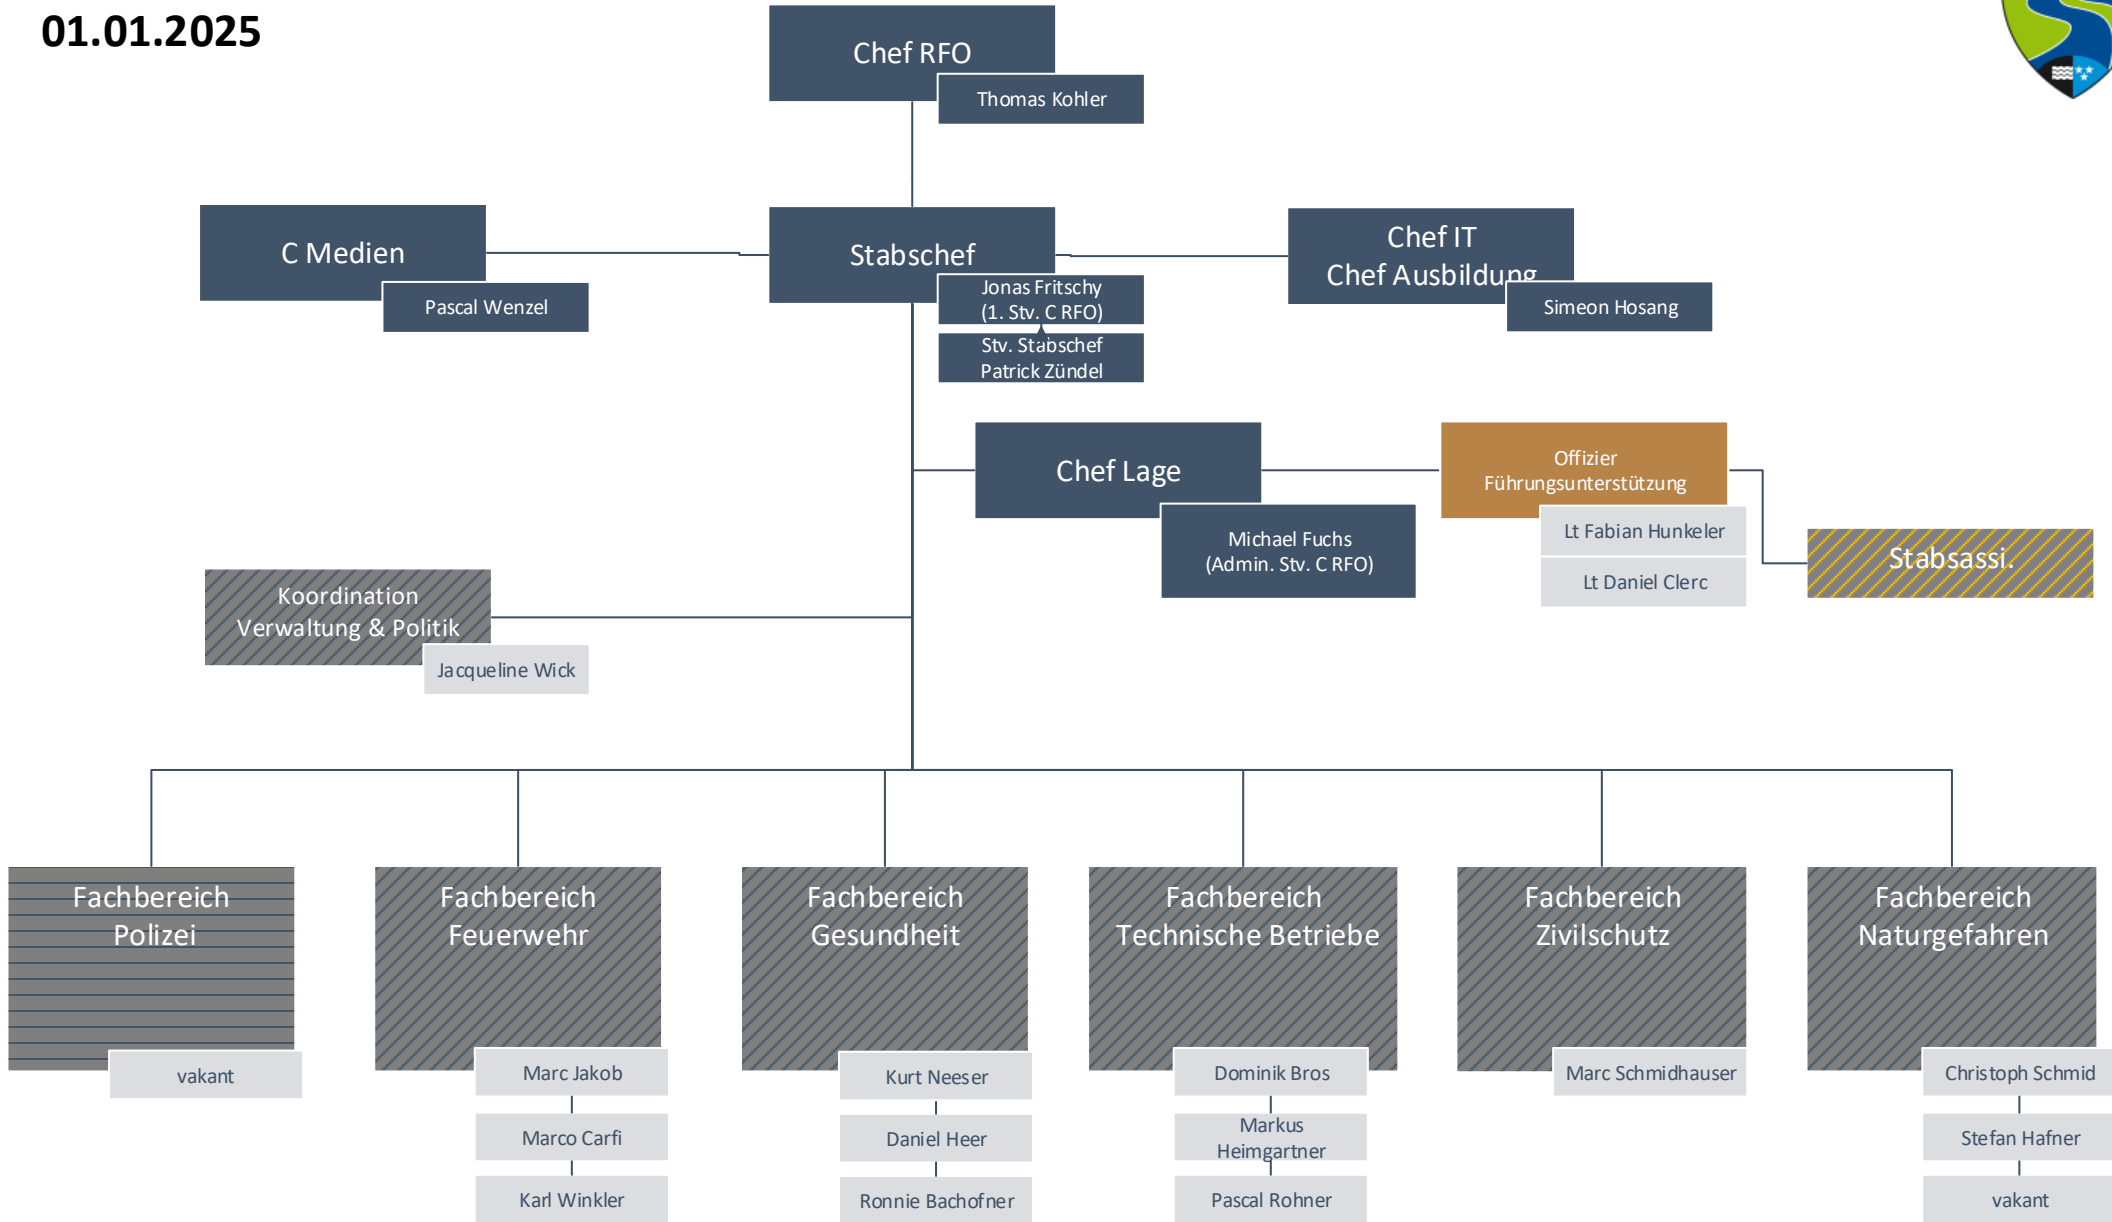 01.01.2025
Chef RFO
Thomas Kohler
C Medien
Pascal Wenzel
Stabschef
Jonas Fritschy
(1. Stv. C RFO)
Stv. Stabschef
Patrick Zündel
Chef IT
Chef Ausbildung
Simeon Hosang
Chef Lage
Michael Fuchs
(Admin. Stv. C RFO)
Offizier
Führungsunterstützung
Lt Fabian Hunkeler
Lt Daniel Clerc
Stabsassi.
Koordination
Verwaltung & Politik
Jacqueline Wick
Fachbereich
Polizei
vakant
Fachbereich
Feuerwehr
Marc Jakob
Marco Carfi
Karl Winkler
Fachbereich
Gesundheit
Kurt Neeser
Daniel Heer
Ronnie Bachofner
Fachbereich
Technische Betriebe
Dominik Bros
Markus
Heimgartner
Pascal Rohner
Fachbereich
Zivilschutz
Marc Schmidhauser
Fachbereich
Naturgefahren
Christoph Schmid
Stefan Hafner
vakant